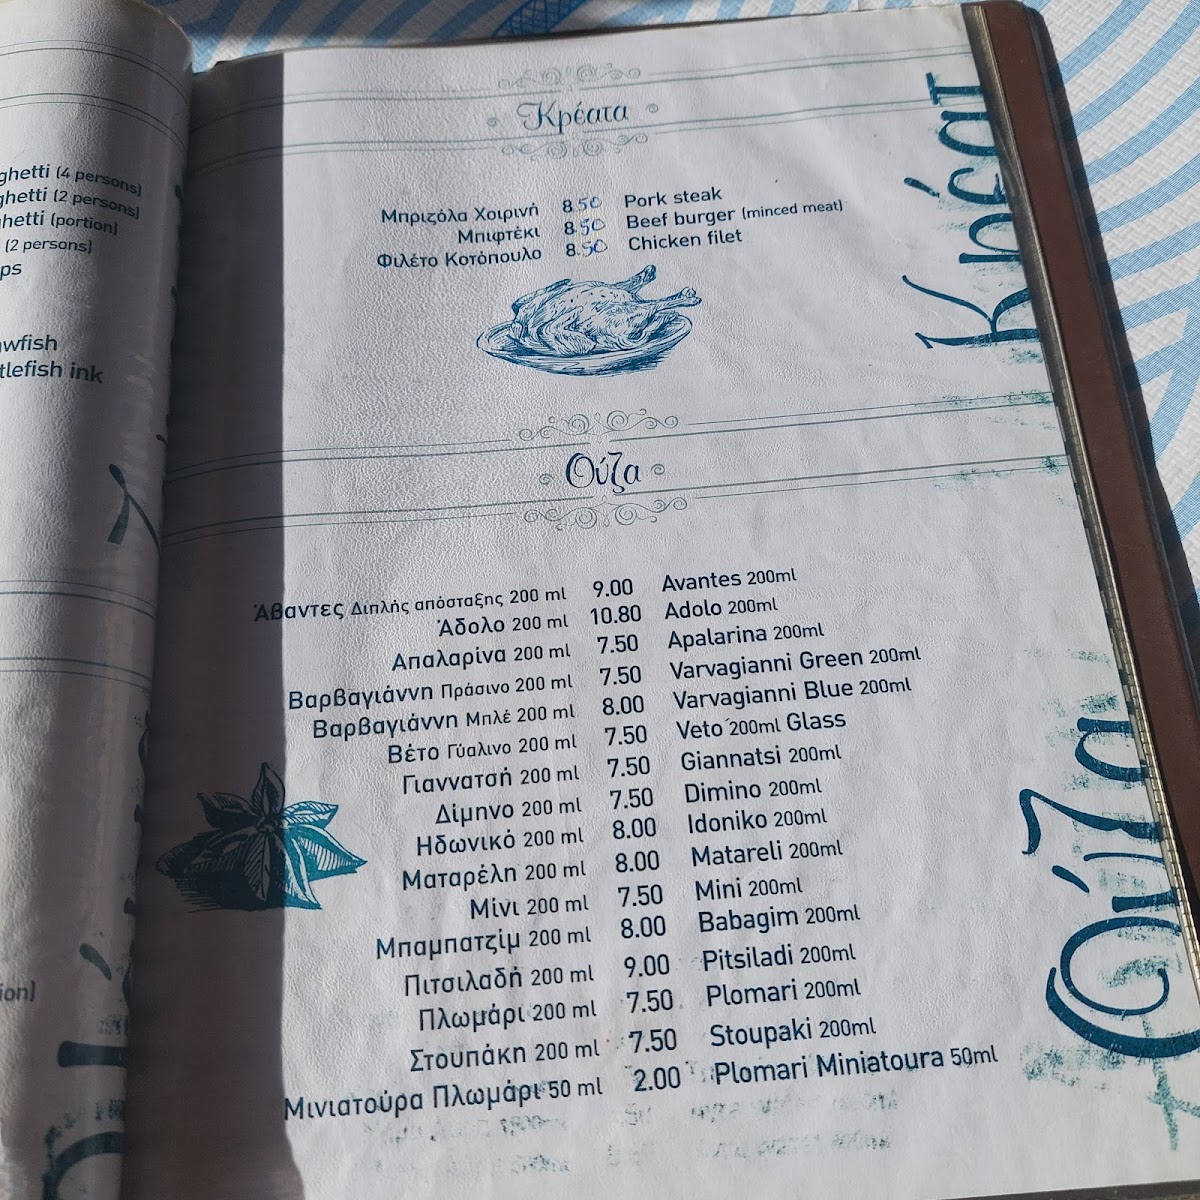 ghetti (4 persons)
ghetti (2 persons)
ghetti (portion)
(2 persons)
ps
wfish
tlefish ink
ion)
Κρέατα
Μπριζόλα Χοιρινή 8.50 Pork steak
Μπιφτέκι 8.50 Beef burger (minced meat)
Φιλέτο Κοτόπουλο 8.50 Chicken filet
Κρέατ
Ούζα
Άβαντες Διπλής απόσταξης 200 ml 9.00 Avantes 200ml
Άδολο 200 ml 10.80 Adolo 200ml
Απαλαρίνα 200 ml 7.50 Apalarina 200ml
Βαρβαγιάννη Πράσινο 200 ml 7.50 Varvagianni Green 200ml
Βαρβαγιάννη Μπλέ 200 ml 8.00 Varvagianni Blue 200ml
Βέτο Γυάλινο 200 ml 7.50 Veto 200ml Glass
Γιαννατσή 200 ml 7.50 Giannatsi 200ml
Δίμηνο 200 ml 7.50 Dimino 200ml
Ηδωνικό 200 ml 8.00 Idoniko 200ml
Ματαρέλη 200 ml 8.00 Matareli 200ml
Μίνι 200 ml 7.50 Mini 200ml
Μπαμπατζίμ 200 ml 8.00 Babagim 200ml
Πιτσιλαδή 200 ml 9.00 Pitsiladi 200ml
Πλωμάρι 200 ml 7.50 Plomari 200ml
Στουπάκη 200 ml 7.50 Stoupaki 200ml
Μινιατούρα Πλωμάρι 50 ml 2.00 Plomari Miniatoura 50ml
Ούζα